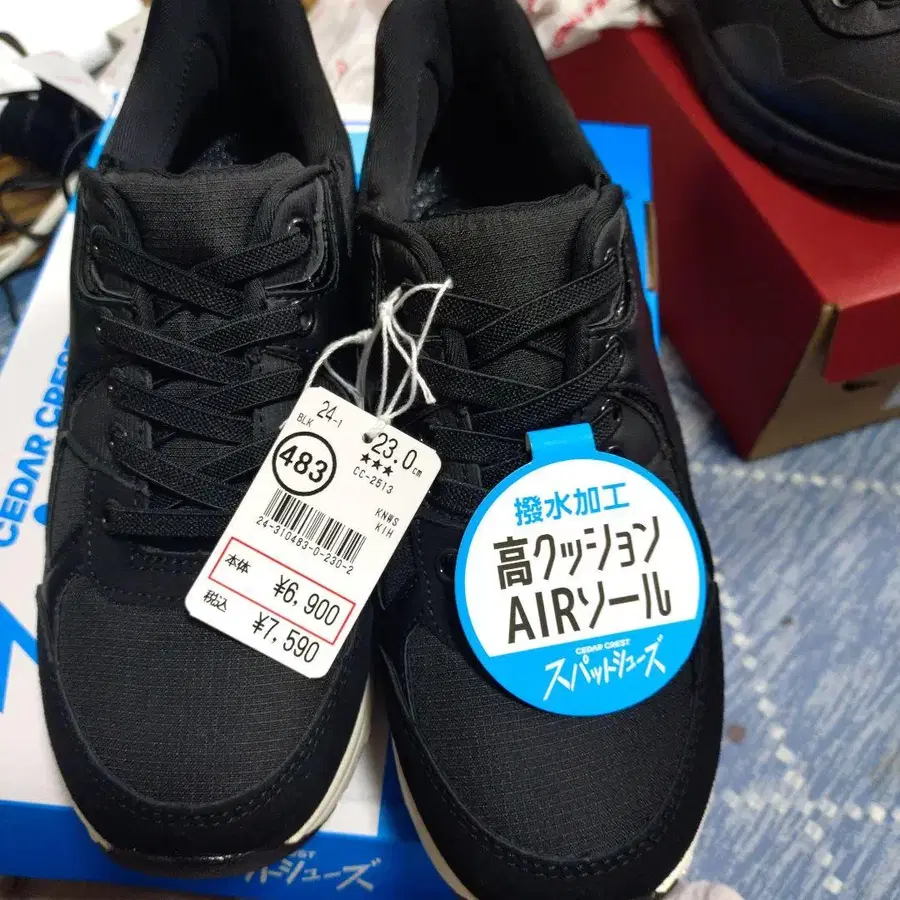 24-1
BLK
23.0cm
483
★★★
CC-2513
KNWS
KIH
24-310483-0-230-2
本体
¥6,900
税込
¥7,590
撥水加工
高クッション
AIRソール
CEDAR CREST
スパットシューズ
CEDAR CREST
スパットシューズ